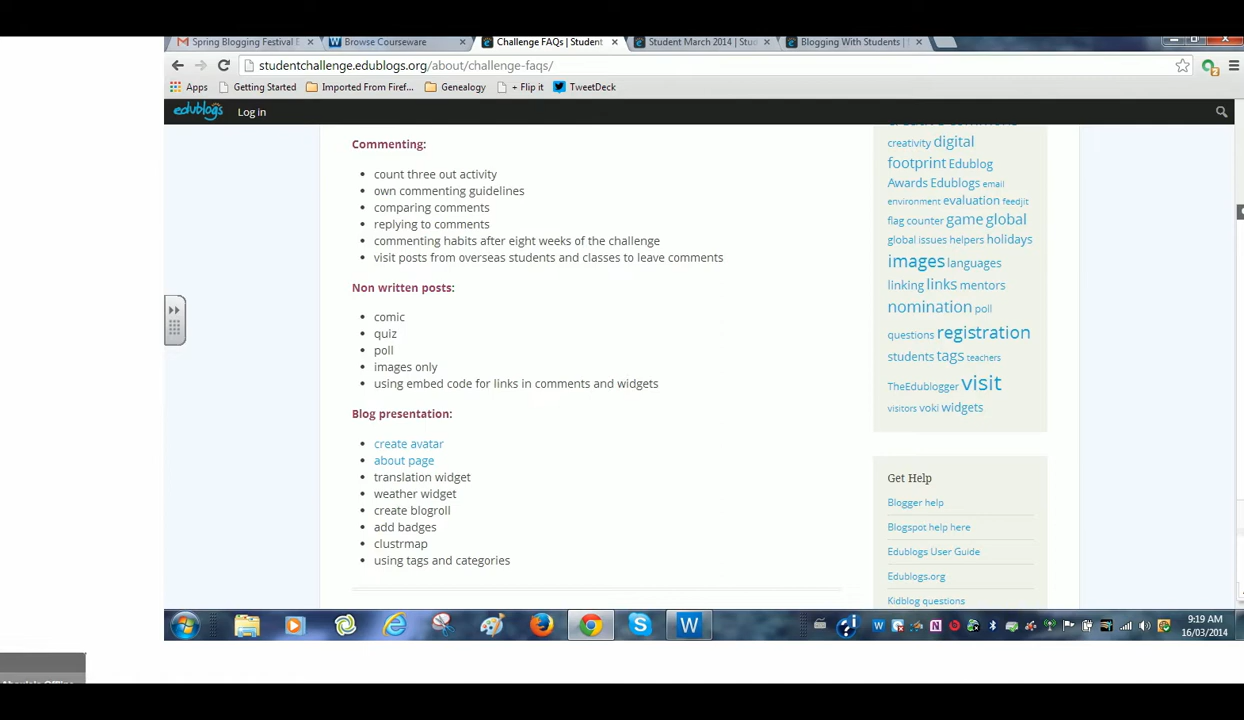 Spring Blogging Festival E
Browse Courseware
Challenge FAQs | Student
Student March 2014 | Stud
Blogging With Students |
studentchallenge.edublogs.org/about/challenge-faqs/
Apps
Getting Started
Imported From Firef...
Genealogy
+ Flip it
TweetDeck
edublogs
Log in
Commenting:
count three out activity
own commenting guidelines
comparing comments
replying to comments
commenting habits after eight weeks of the challenge
visit posts from overseas students and classes to leave comments
Non written posts:
comic
quiz
poll
images only
using embed code for links in comments and widgets
Blog presentation:
create avatar
about page
translation widget
weather widget
create blogroll
add badges
clustrmap
using tags and categories
creative commons
creativity digital
footprint Edublog
Awards Edublogs email
environment evaluation feedjit
flag counter game global
global issues helpers holidays
images languages
linking links mentors
nomination poll
questions registration
students tags teachers
TheEdublogger visit
visitors voki widgets
Get Help
Blogger help
Blogspot help here
Edublogs User Guide
Edublogs.org
Kidblog questions
9:19 AM
16/03/2014